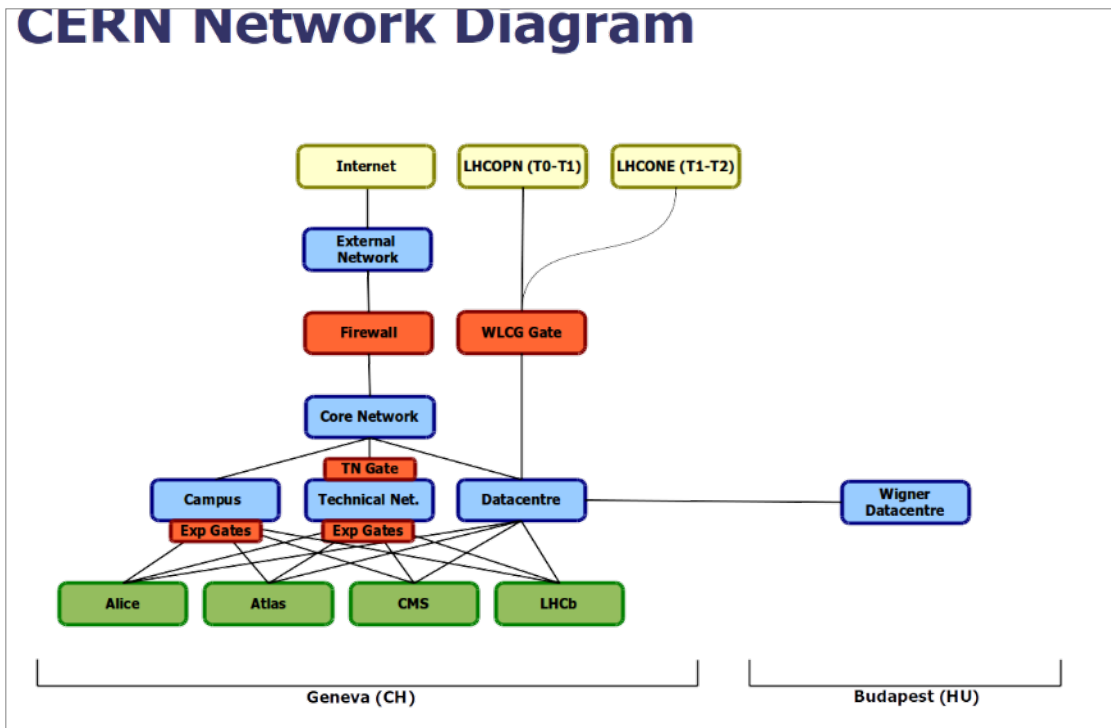 CERN Network Diagram
Internet
LHCOPN (T0-T1)
LHCONE (T1-T2)
External
Network
Firewall
WLCG Gate
Core Network
TN Gate
Campus
Technical Net.
Datacentre
Wigner
Datacentre
Exp Gates
Exp Gates
Alice
Atlas
CMS
LHCb
Geneva (CH)
Budapest (HU)